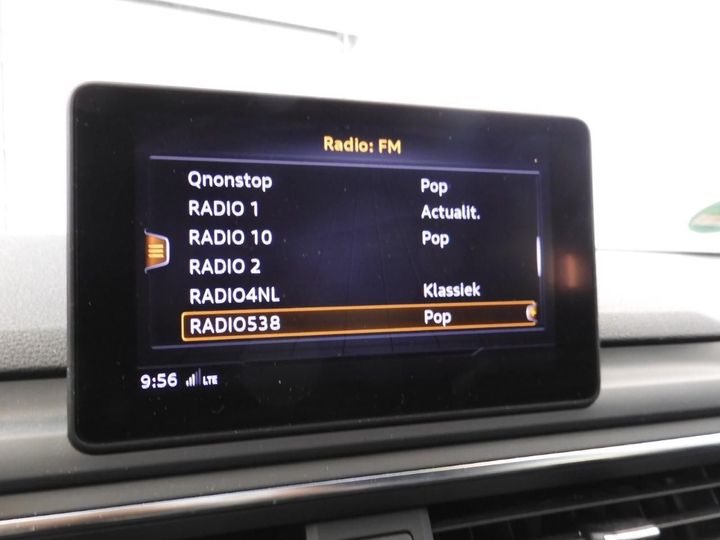 Radio: FM
Qnonstop Pop
RADIO 1 Actualit.
RADIO 10 Pop
RADIO 2
RADIO4NL Klassiek
RADIO538 Pop
9:56 LTE